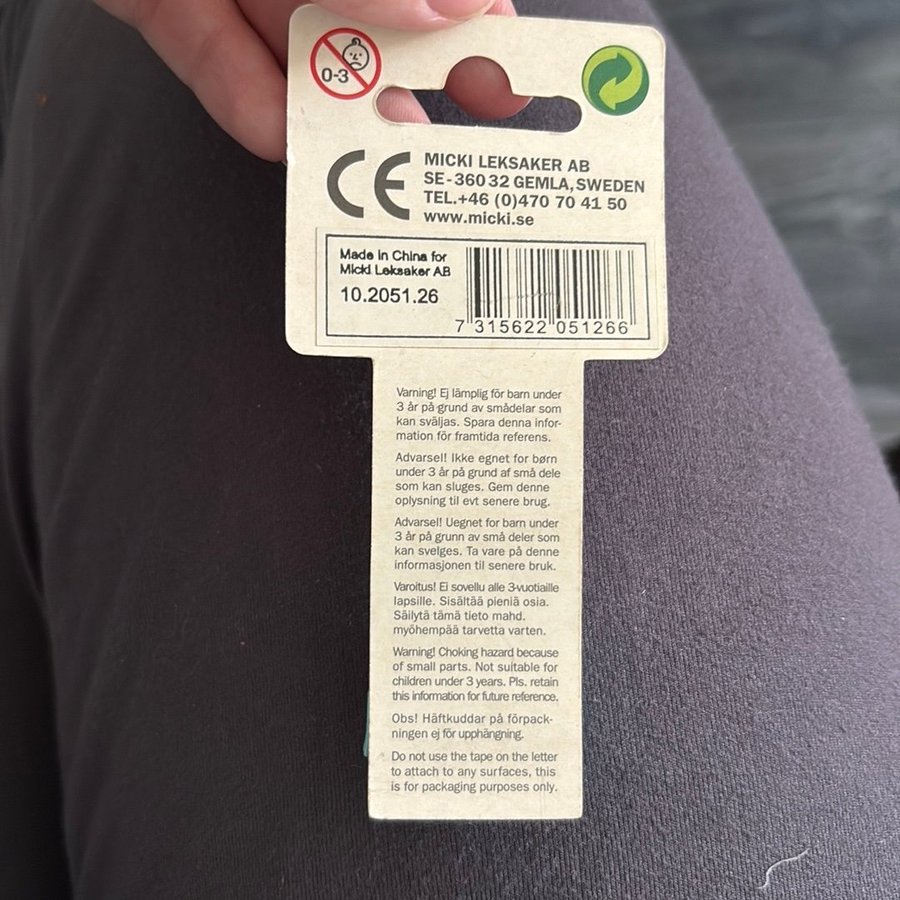 0-3
CE
MICKI LEKSAKER AB
SE-360 32 GEMLA, SWEDEN
TEL.+46 (0)470 70 41 50
www.micki.se
Made in China for
Micki Leksaker AB
10.2051.26
7 315622 051266
Varning! Ej lämplig för barn under
3 år på grund av smådelar som
kan sväljas. Spara denna infor-
mation för framtida referens.
Advarsel! Ikke egnet for børn
under 3 år på grund af små dele
som kan sluges. Gem denne
oplysning til evt senere brug.
Advarsel! Uegnet for barn under
3 år på grunn av små deler som
kan svelges. Ta vare på denne
informasjonen til senere bruk.
Varoitus! Ei sovellu alle 3-vuotiaille
lapsille. Sisältää pieniä osia.
Säilytä tämä tieto mahd.
myöhempää tarvetta varten.
Warning! Choking hazard because
of small parts. Not suitable for
children under 3 years. Pls. retain
this information for future reference.
Obs! Häftkuddar på förpack-
ningen ej för upphängning.
Do not use the tape on the letter
to attach to any surfaces, this
is for packaging purposes only.